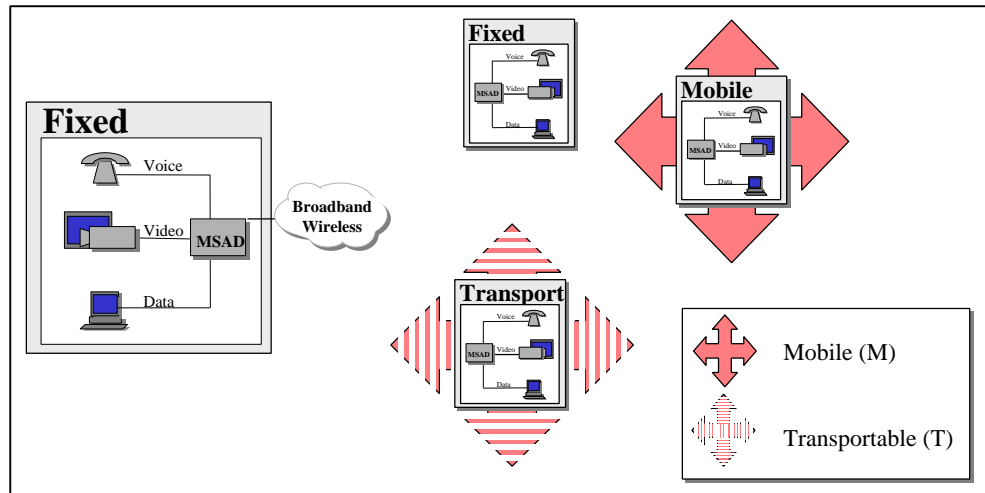 Fixed
Voice
Video
MSAD
Data
Broadband
Wireless
Fixed
Voice
MSAD
Video
Data
Mobile
Voice
MSAD
Video
Data
Transport
Voice
MSAD
Video
Data
Mobile (M)
Transportable (T)